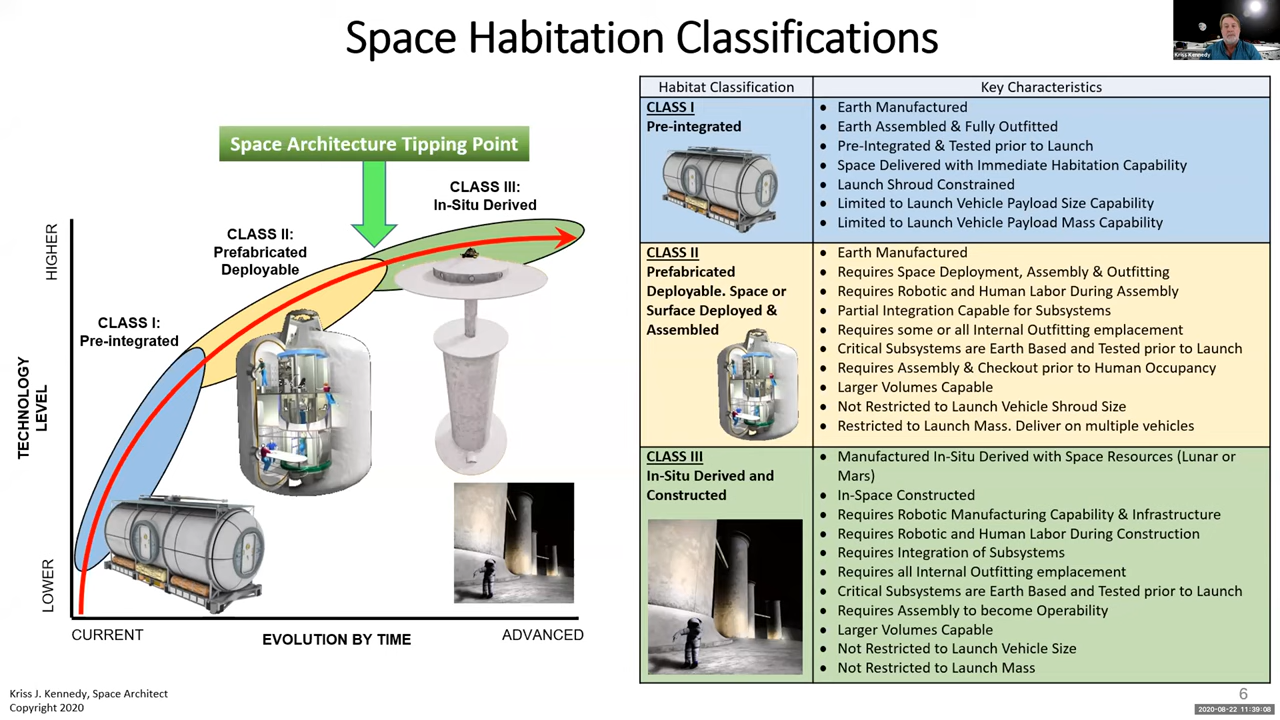 Space Habitation Classifications
Kriss Kennedy
Space Architecture Tipping Point
CLASS III:
In-Situ Derived
CLASS II:
Prefabricated
Deployable
CLASS I:
Pre-integrated
HIGHER
TECHNOLOGY
LEVEL
LOWER
CURRENT
EVOLUTION BY TIME
ADVANCED
Habitat Classification
Key Characteristics
CLASS I
Pre-integrated
• Earth Manufactured
• Earth Assembled & Fully Outfitted
• Pre-Integrated & Tested prior to Launch
• Space Delivered with Immediate Habitation Capability
• Launch Shroud Constrained
• Limited to Launch Vehicle Payload Size Capability
• Limited to Launch Vehicle Payload Mass Capability
CLASS II
Prefabricated
Deployable. Space or
Surface Deployed &
Assembled
• Earth Manufactured
• Requires Space Deployment, Assembly & Outfitting
• Requires Robotic and Human Labor During Assembly
• Partial Integration Capable for Subsystems
• Requires some or all Internal Outfitting emplacement
• Critical Subsystems are Earth Based and Tested prior to Launch
• Requires Assembly & Checkout prior to Human Occupancy
• Larger Volumes Capable
• Not Restricted to Launch Vehicle Shroud Size
• Restricted to Launch Mass. Deliver on multiple vehicles
CLASS III
In-Situ Derived and
Constructed
• Manufactured In-Situ Derived with Space Resources (Lunar or
Mars)
• In-Space Constructed
• Requires Robotic Manufacturing Capability & Infrastructure
• Requires Robotic and Human Labor During Construction
• Requires Integration of Subsystems
• Requires all Internal Outfitting emplacement
• Critical Subsystems are Earth Based and Tested prior to Launch
• Requires Assembly to become Operability
• Larger Volumes Capable
• Not Restricted to Launch Vehicle Size
• Not Restricted to Launch Mass
Kriss J. Kennedy, Space Architect
Copyright 2020
6
2020-08-22 11:39:08